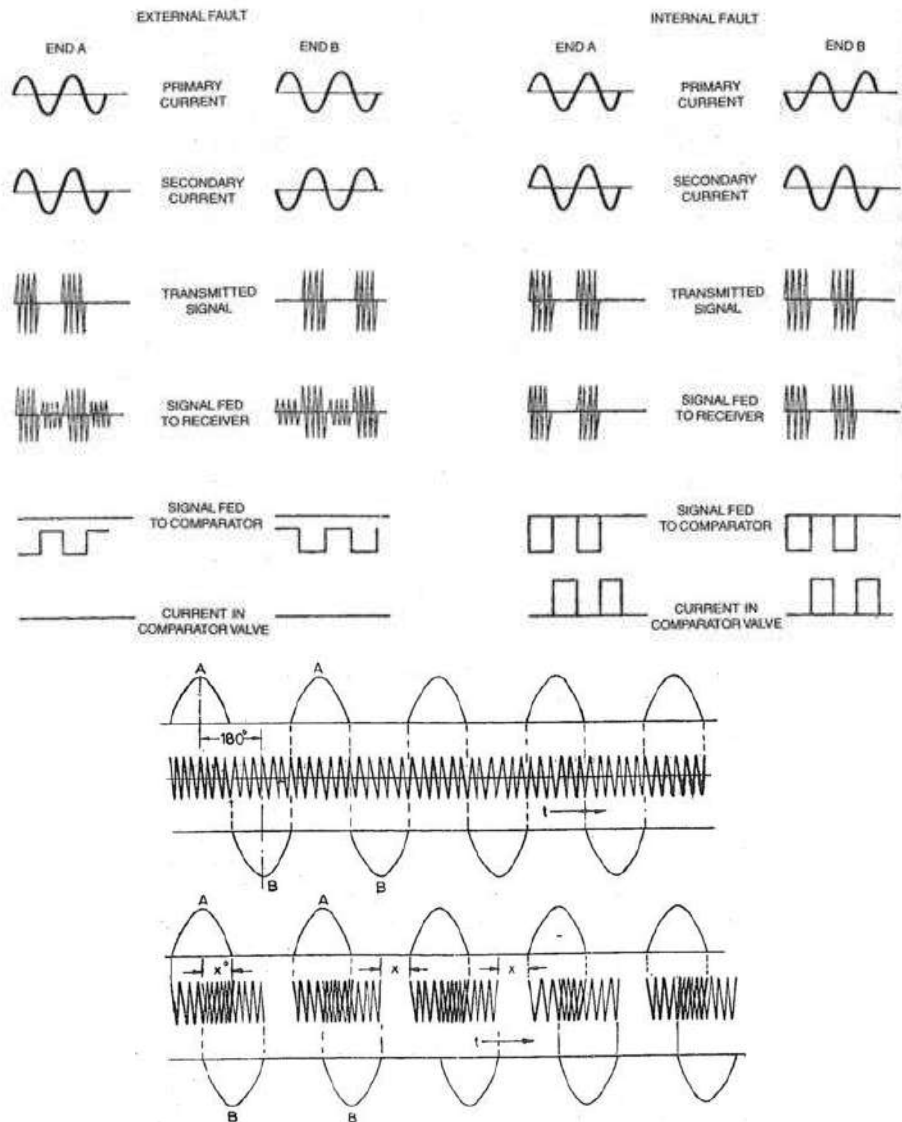 EXTERNAL FAULT
INTERNAL FAULT
END A
END B
END A
END B
PRIMARY
CURRENT
PRIMARY
CURRENT
SECONDARY
CURRENT
SECONDARY
CURRENT
TRANSMITTED
SIGNAL
TRANSMITTED
SIGNAL
SIGNAL FED
TO RECEIVER
SIGNAL FED
TO RECEIVER
SIGNAL FED
TO COMPARATOR
SIGNAL FED
TO COMPARATOR
CURRENT IN
COMPARATOR VALVE
CURRENT IN
COMPARATOR VALVE
A
A
180°
t
B
B
A
A
x°
x
x
t
B
B